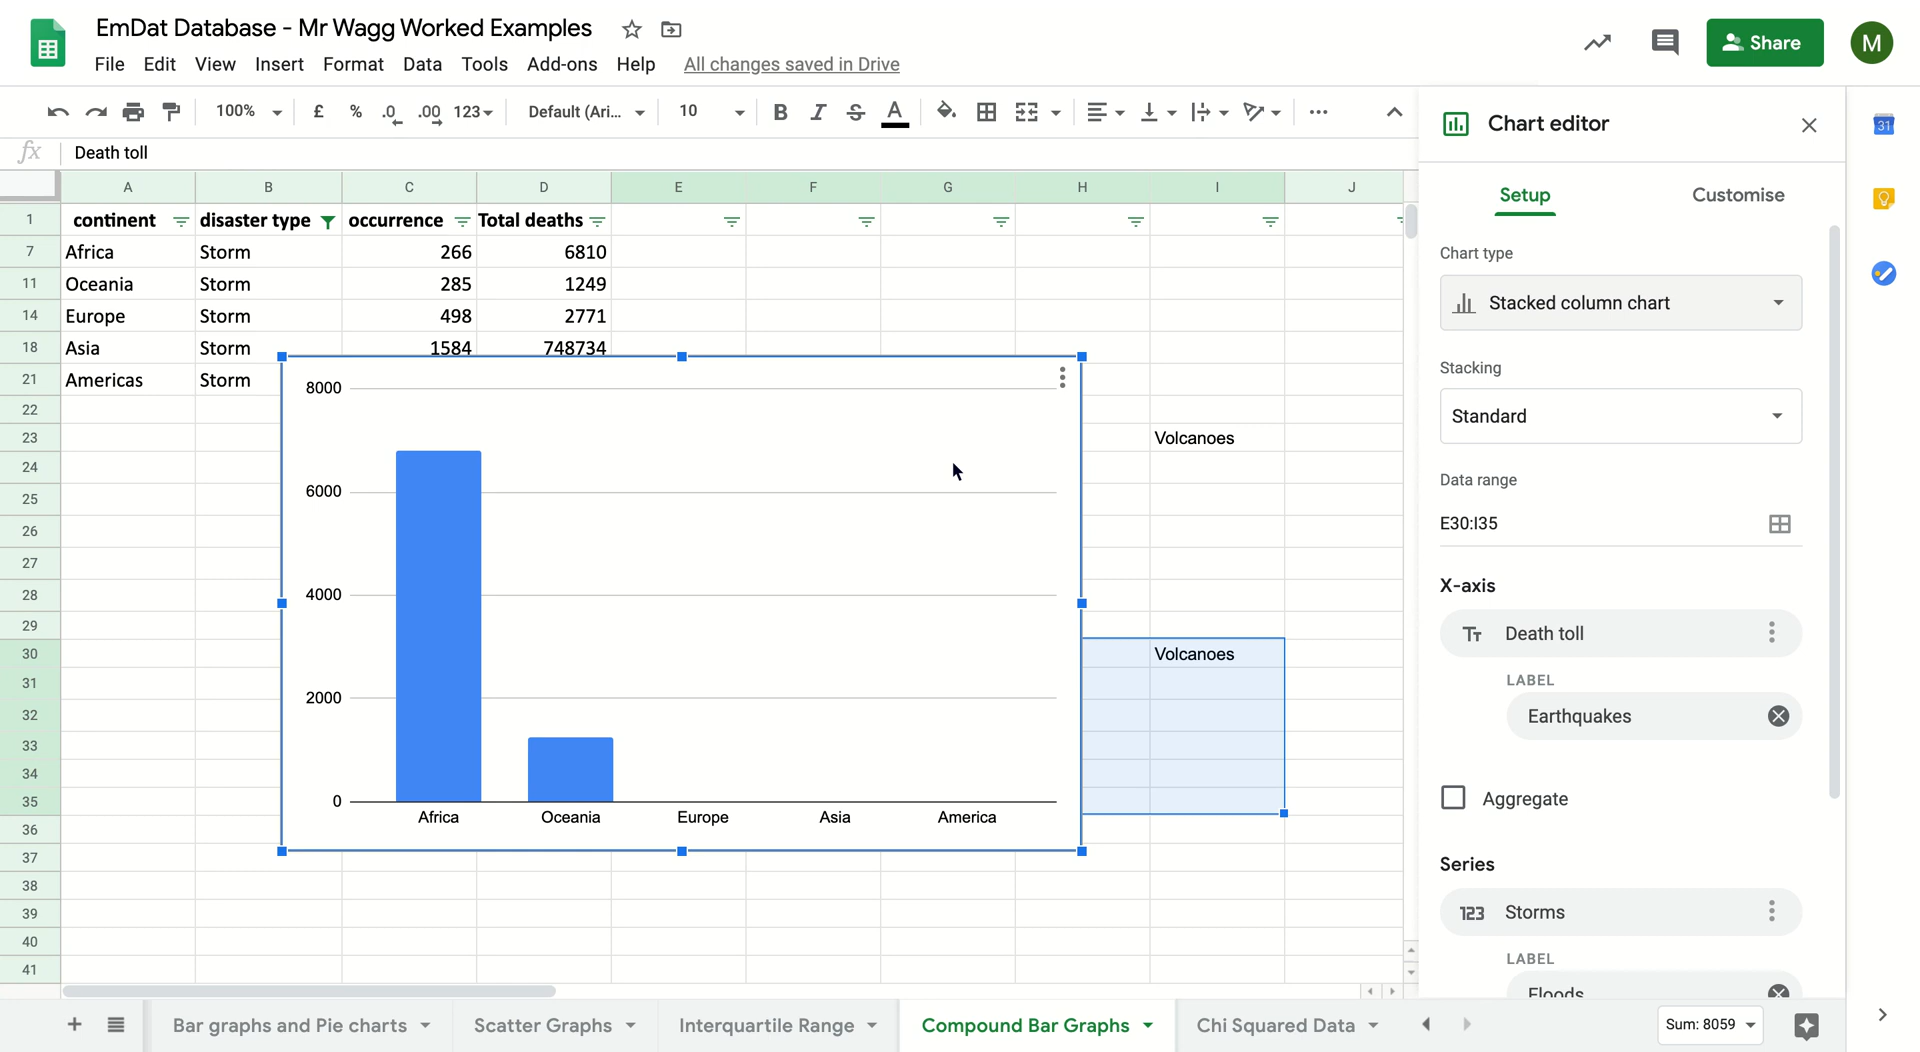 EmDat Database - Mr Wagg Worked Examples
File Edit View Insert Format Data Tools Add-ons Help All changes saved in Drive
Share
M
100% £ % .0 .00 123 Default (Ari... 10 B I S A
fx Death toll
A B C D E F G H I J
1 continent disaster type occurrence Total deaths
7 Africa Storm 266 6810
11 Oceania Storm 285 1249
14 Europe Storm 498 2771
18 Asia Storm 1584 748734
21 Americas Storm
22
23 Volcanoes
24
25
26
27
28
29
30 Volcanoes
31
32
33
34
35
36
37
38
39
40
41
8000
6000
4000
2000
0
Africa Oceania Europe Asia America
Chart editor
Setup Customise
Chart type
Stacked column chart
Stacking
Standard
Data range
E30:I35
X-axis
Tт Death toll
LABEL
Earthquakes
Aggregate
Series
123 Storms
LABEL
Floods
31
Bar graphs and Pie charts Scatter Graphs Interquartile Range Compound Bar Graphs Chi Squared Data
Sum: 8059